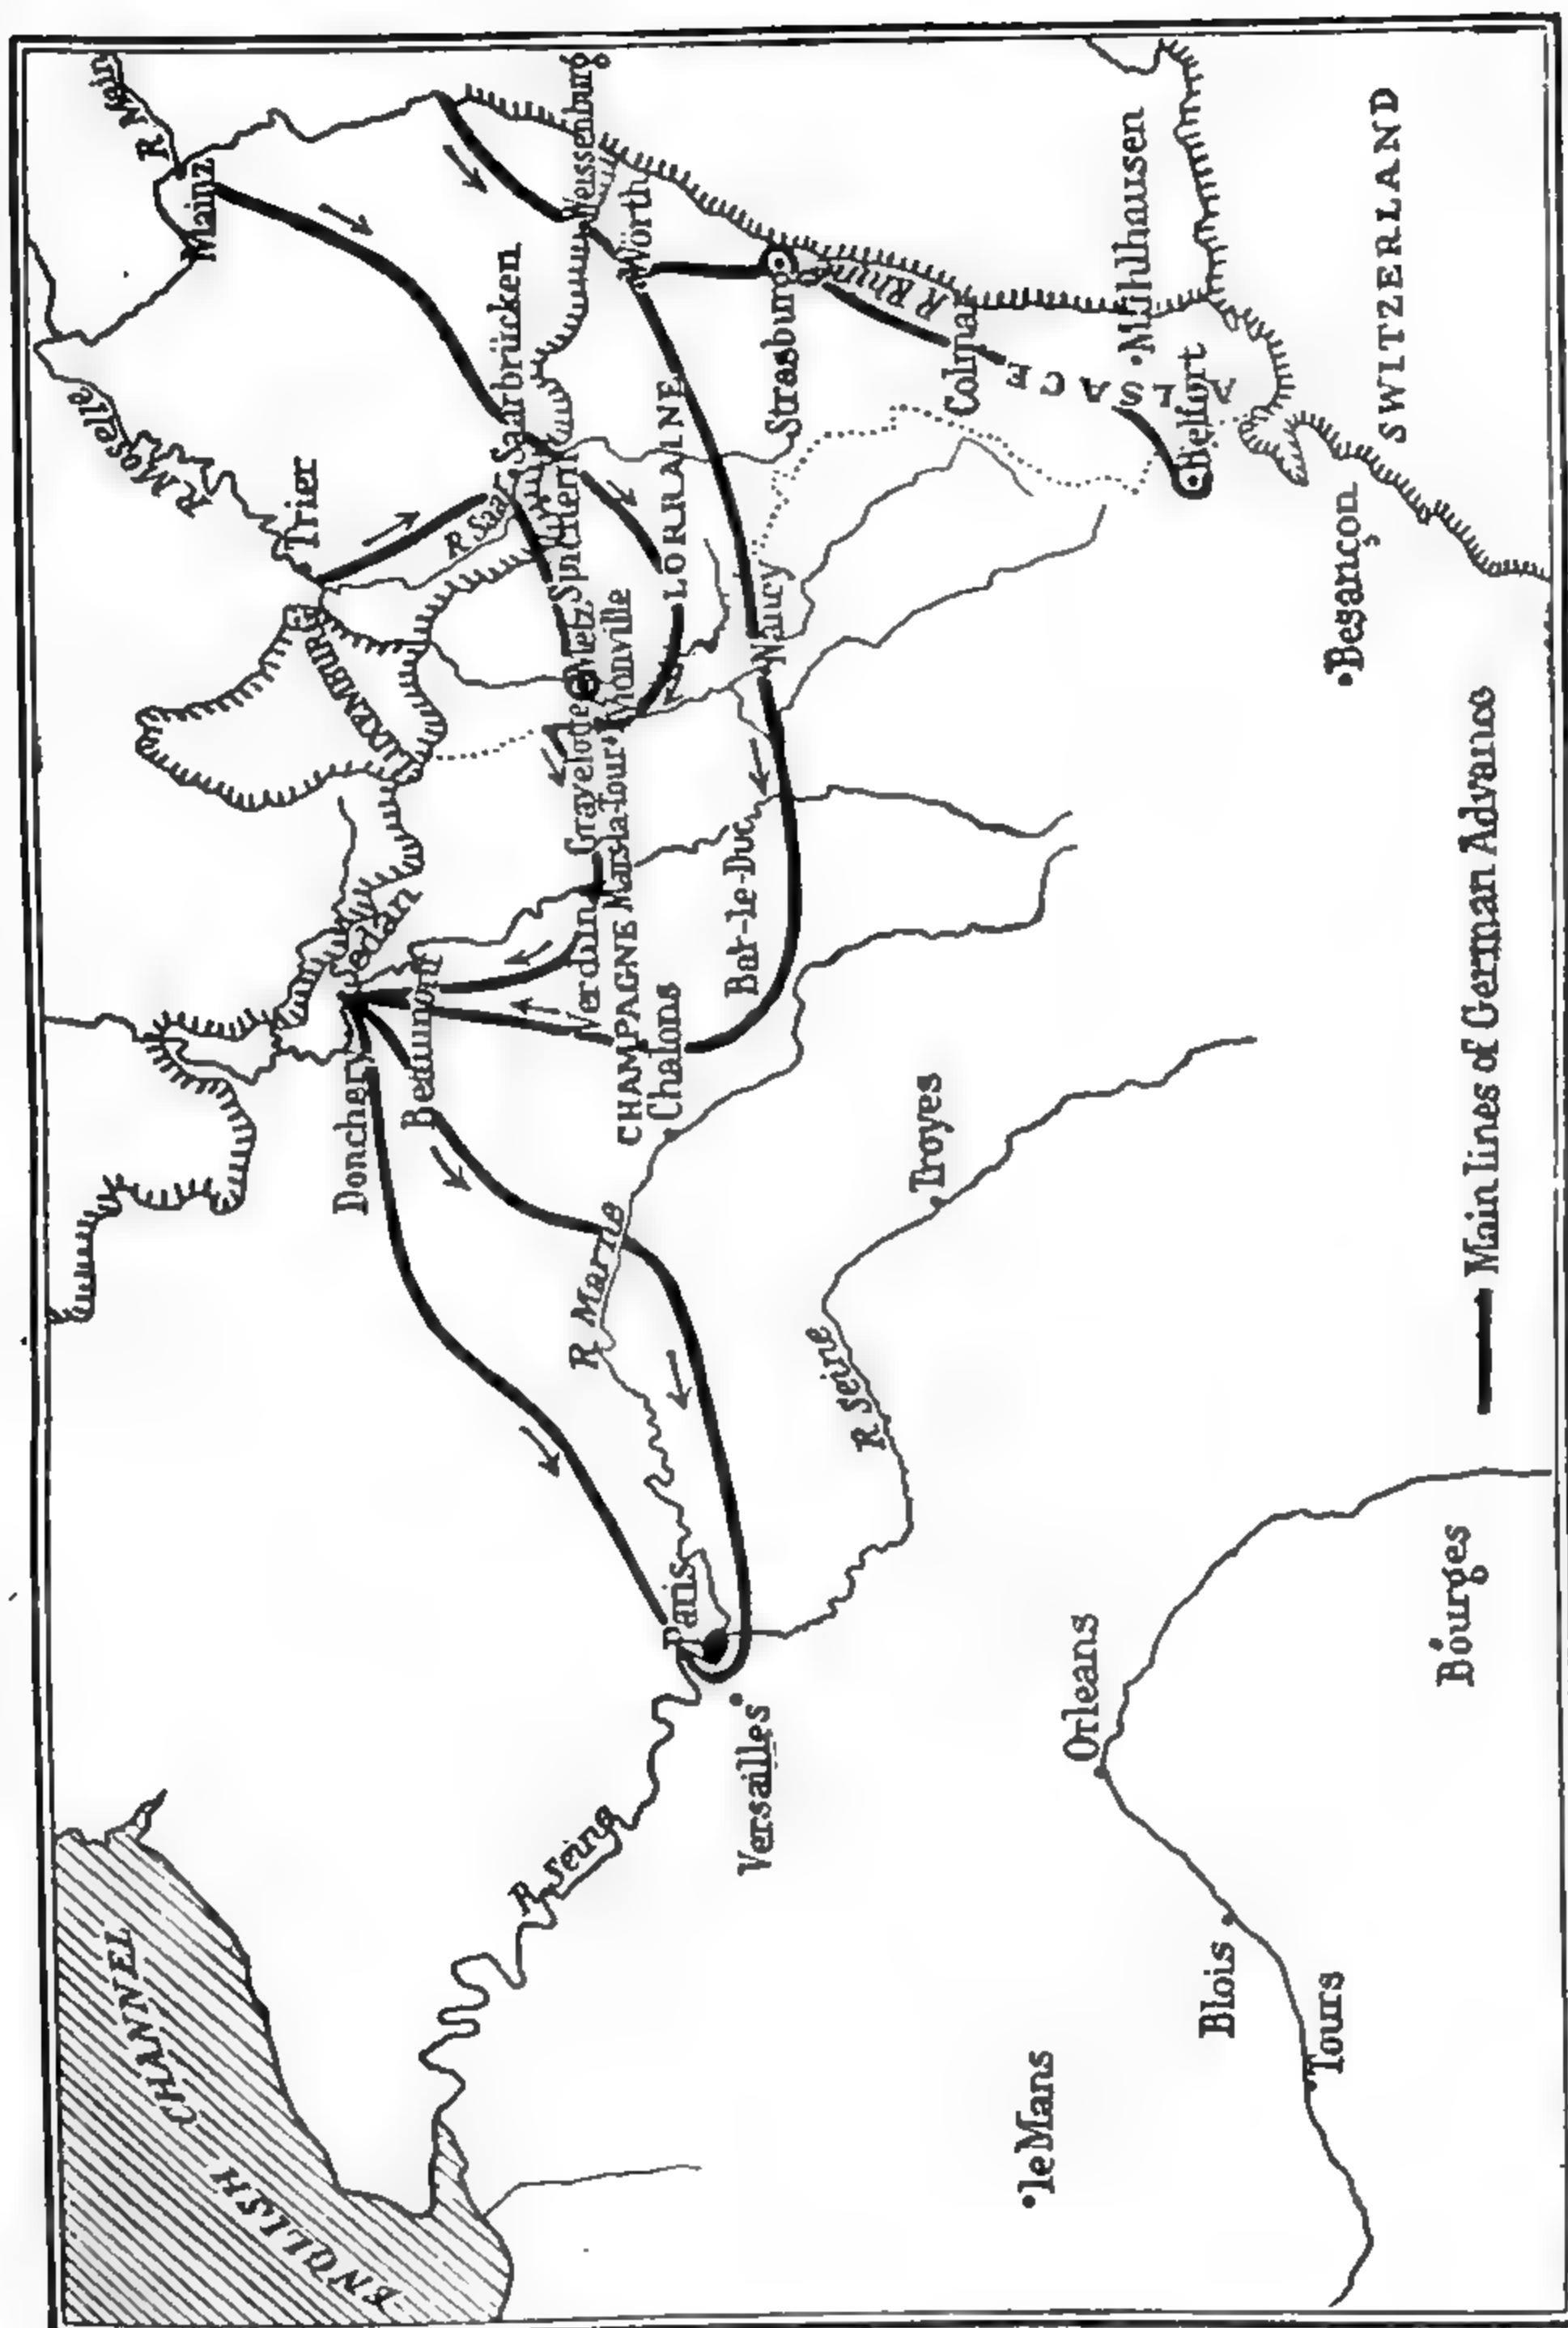 ENGLISH CHANNEL
R Seine
Paris
Versailles
le Mans
Orleans
Blois
Tours
Bourges
Troyes
R Seine
R Marne
Donchery
Sedan
Beaumont
Verdun
CHAMPAGNE
Chalons
Bar-le-Duc
LUXEMBURG
Trier
R Moselle
R Saar
Mainz
R Main
Saarbrücken
Spichern
Metz
Gravelotte
Vionville
Mars-la-Tour
LORRAINE
Nancy
Weissenburg
Wörth
Strasburg
R Rhine
Colmar
ALSACE
Mühlhausen
Belfort
Besançon
SWITZERLAND
Main lines of German Advance